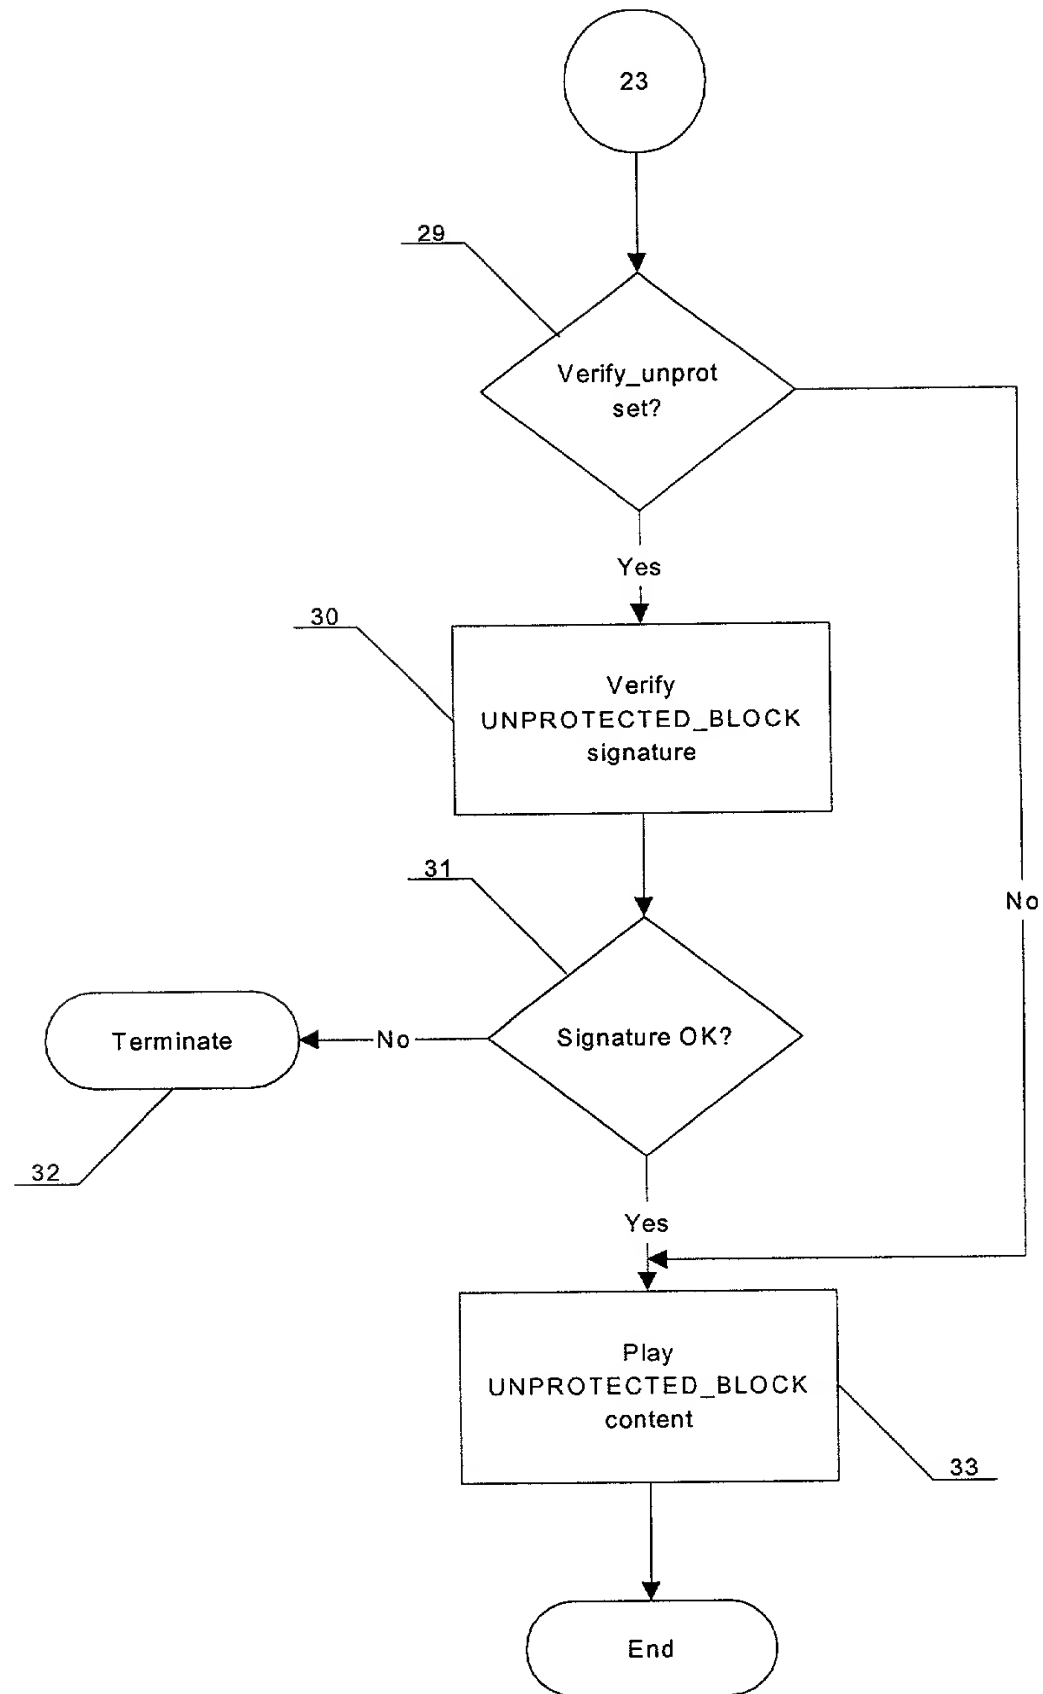 23
29
Verify_unprot
set?
Yes
30
Verify
UNPROTECTED_BLOCK
signature
31
No
Signature OK?
Terminate
No
32
Yes
Play
UNPROTECTED_BLOCK
content
33
End